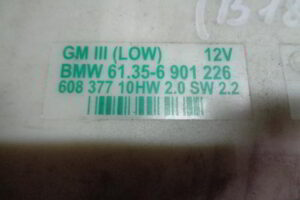 GM III (LOW) 12V
BMW 61.35-6 901 226
608 377 10HW 2.0 SW 2.2